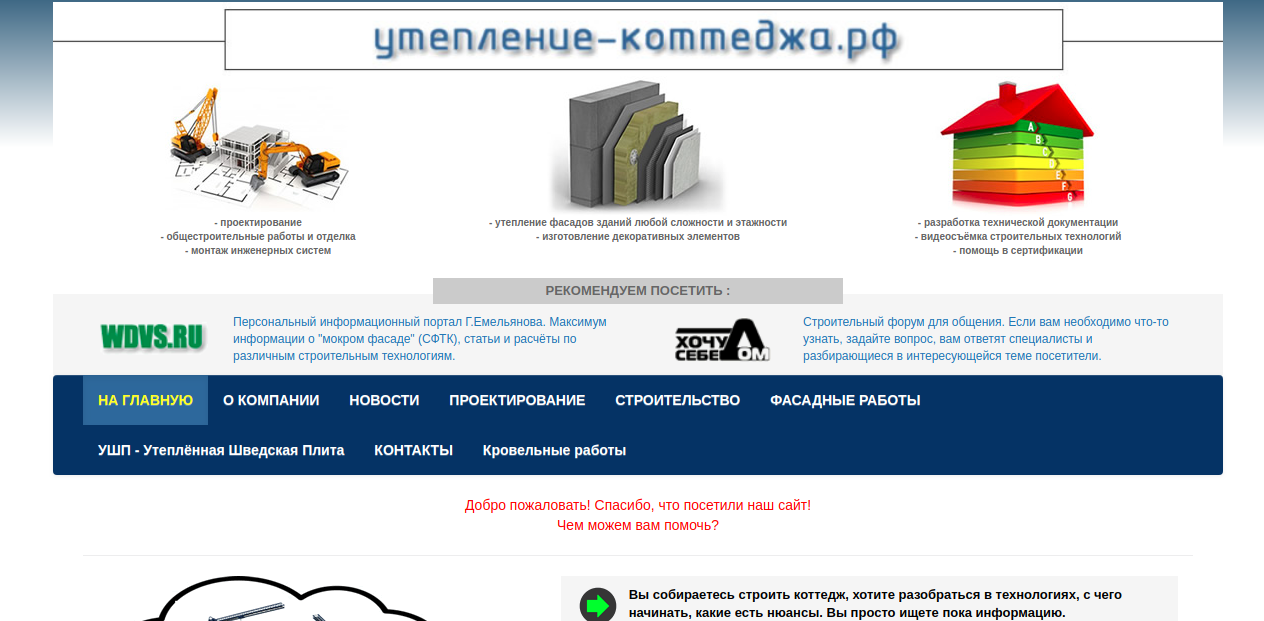 утепление-коттеджа.рф
A
B
C
D
E
F
G
- проектирование
- общестроительные работы и отделка
- монтаж инженерных систем
- утепление фасадов зданий любой сложности и этажности
- изготовление декоративных элементов
- разработка технической документации
- видеосъёмка строительных технологий
- помощь в сертификации
РЕКОМЕНДУЕМ ПОСЕТИТЬ :
WDVS.RU
Персональный информационный портал Г.Емельянова. Максимум
информации о "мокром фасаде" (СФТК), статьи и расчёты по
различным строительным технологиям.
ХОЧУ
СЕБЕ ДОМ
Строительный форум для общения. Если вам необходимо что-то
узнать, задайте вопрос, вам ответят специалисты и
разбирающиеся в интересующейся теме посетители.
НА ГЛАВНУЮ О КОМПАНИИ НОВОСТИ ПРОЕКТИРОВАНИЕ СТРОИТЕЛЬСТВО ФАСАДНЫЕ РАБОТЫ
УШП - Утеплённая Шведская Плита КОНТАКТЫ Кровельные работы
Добро пожаловать! Спасибо, что посетили наш сайт!
Чем можем вам помочь?
Вы собираетесь строить коттедж, хотите разобраться в технологиях, с чего
начинать, какие есть нюансы. Вы просто ищете пока информацию.